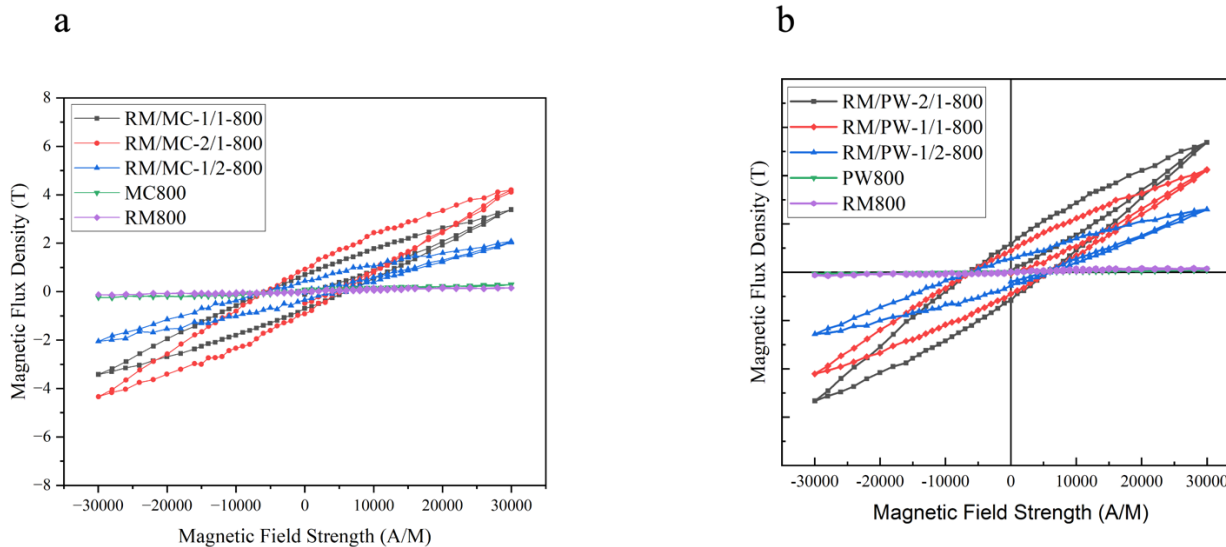 a
8
6
4
2
0
−2
−4
−6
−8
Magnetic Flux Density (T)
RM/MC-1/1-800
RM/MC-2/1-800
RM/MC-1/2-800
MC800
RM800
−30000 −20000 −10000 0 10000 20000 30000
Magnetic Field Strength (A/M)
b
Magnetic Flux Density (T)
RM/PW-2/1-800
RM/PW-1/1-800
RM/PW-1/2-800
PW800
RM800
-30000 -20000 -10000 0 10000 20000 30000
Magnetic Field Strength (A/M)